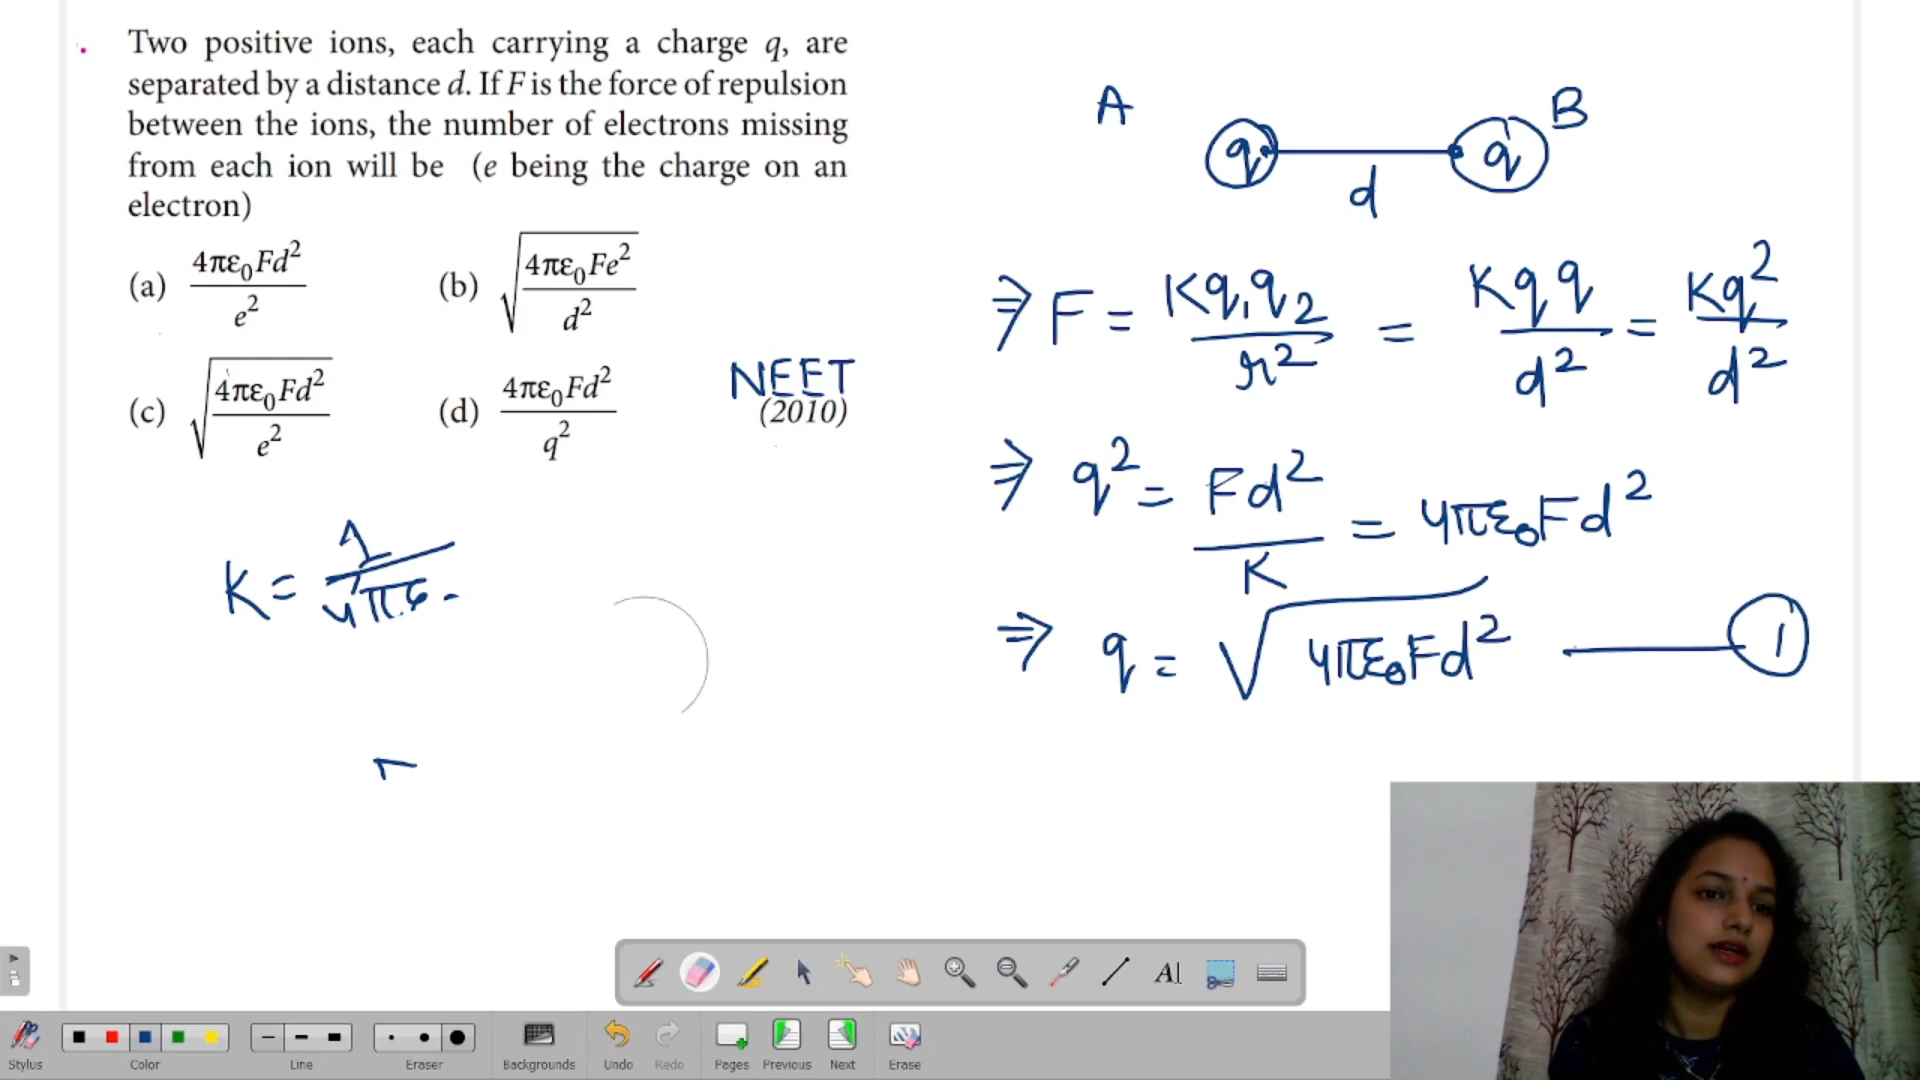 Two positive ions, each carrying a charge q, are
separated by a distance d. If F is the force of repulsion
between the ions, the number of electrons missing
from each ion will be (e being the charge on an
electron)
(a) 4πε₀Fd²/e² (b) √(4πε₀Fe²/d²)
(c) √(4πε₀Fd²/e²) (d) 4πε₀Fd²/q²
NEET
(2010)
K = 1/4πε₀
A B
q q
d
⇒ F = Kq₁q₂/r² = Kqq/d² = Kq²/d²
⇒ q² = Fd²/K = 4πε₀Fd²
⇒ q = √4πε₀Fd² — 1
Stylus Color Line Eraser Backgrounds Undo Redo Pages Previous Next Erase
AI